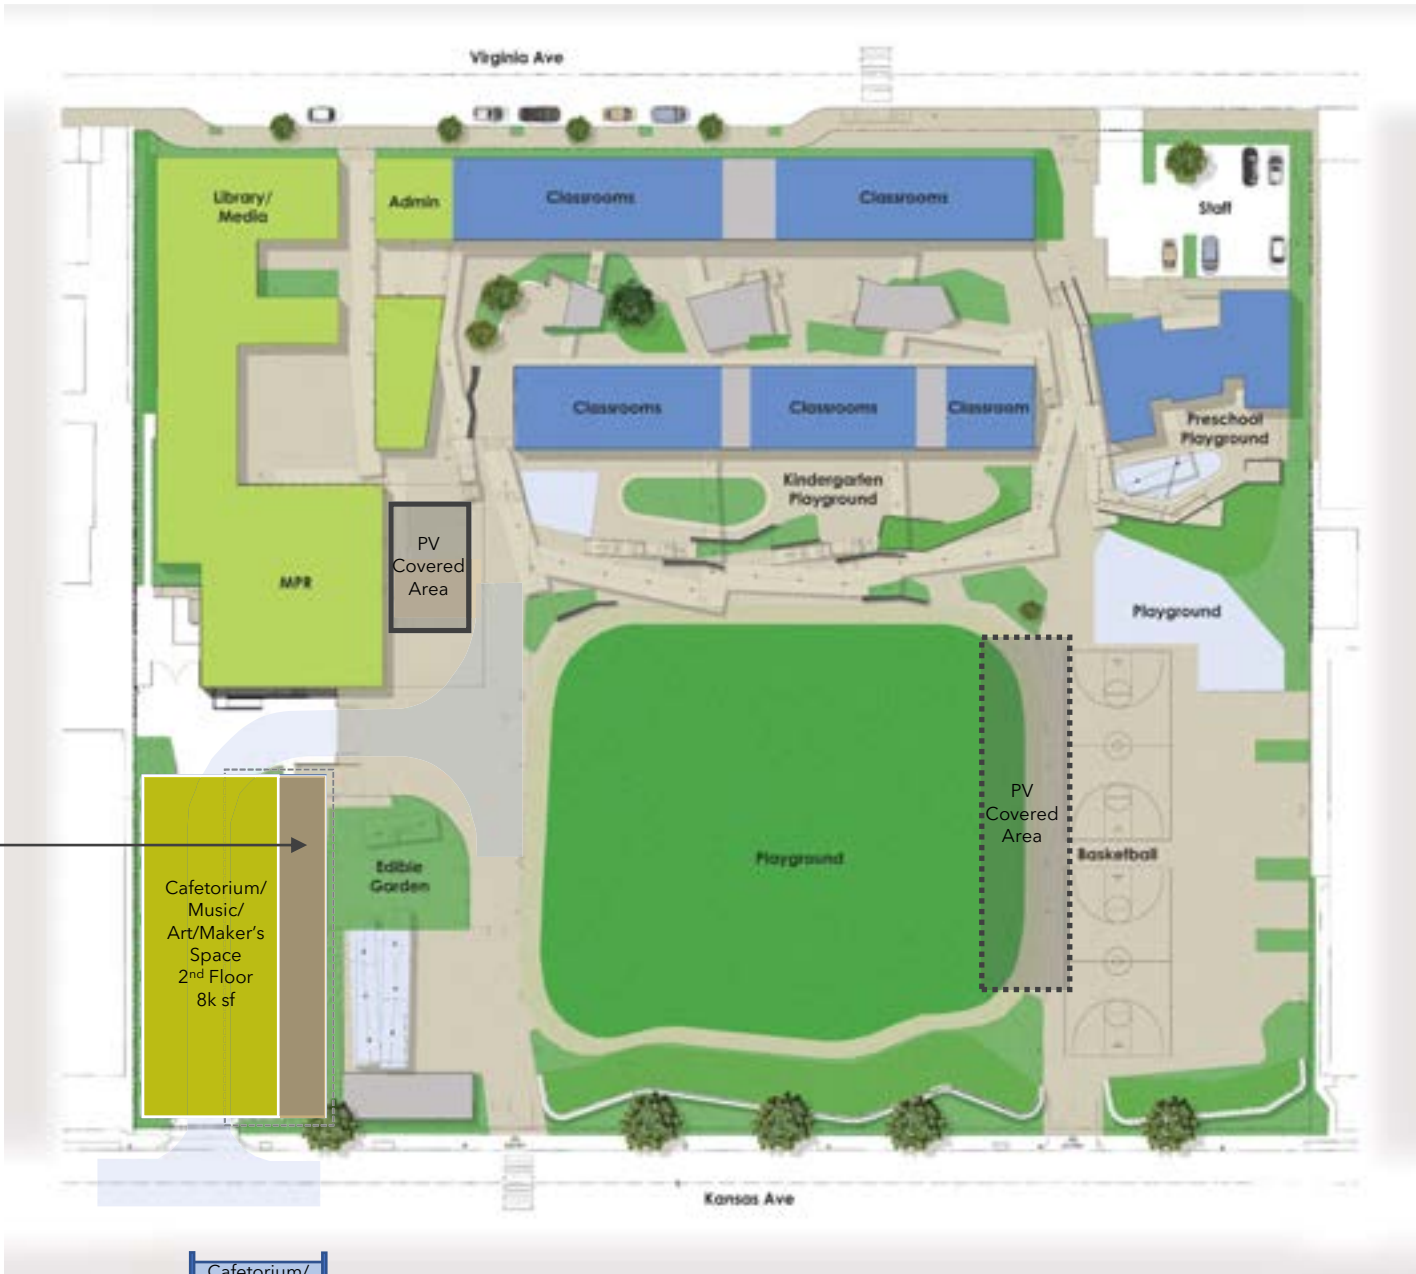 Virginia Ave
Library/
Media
Admin
Classrooms
Classrooms
Staff
Classrooms
Classrooms
Classroom
Preschool
Playground
Kindergarten
Playground
PV
Covered
Area
MPR
Playground
PV
Covered
Area
Playground
Basketball
Edible
Garden
Cafetorium/
Music/
Art/Maker's
Space
2nd Floor
8k sf
Kansas Ave
Cafetorium/